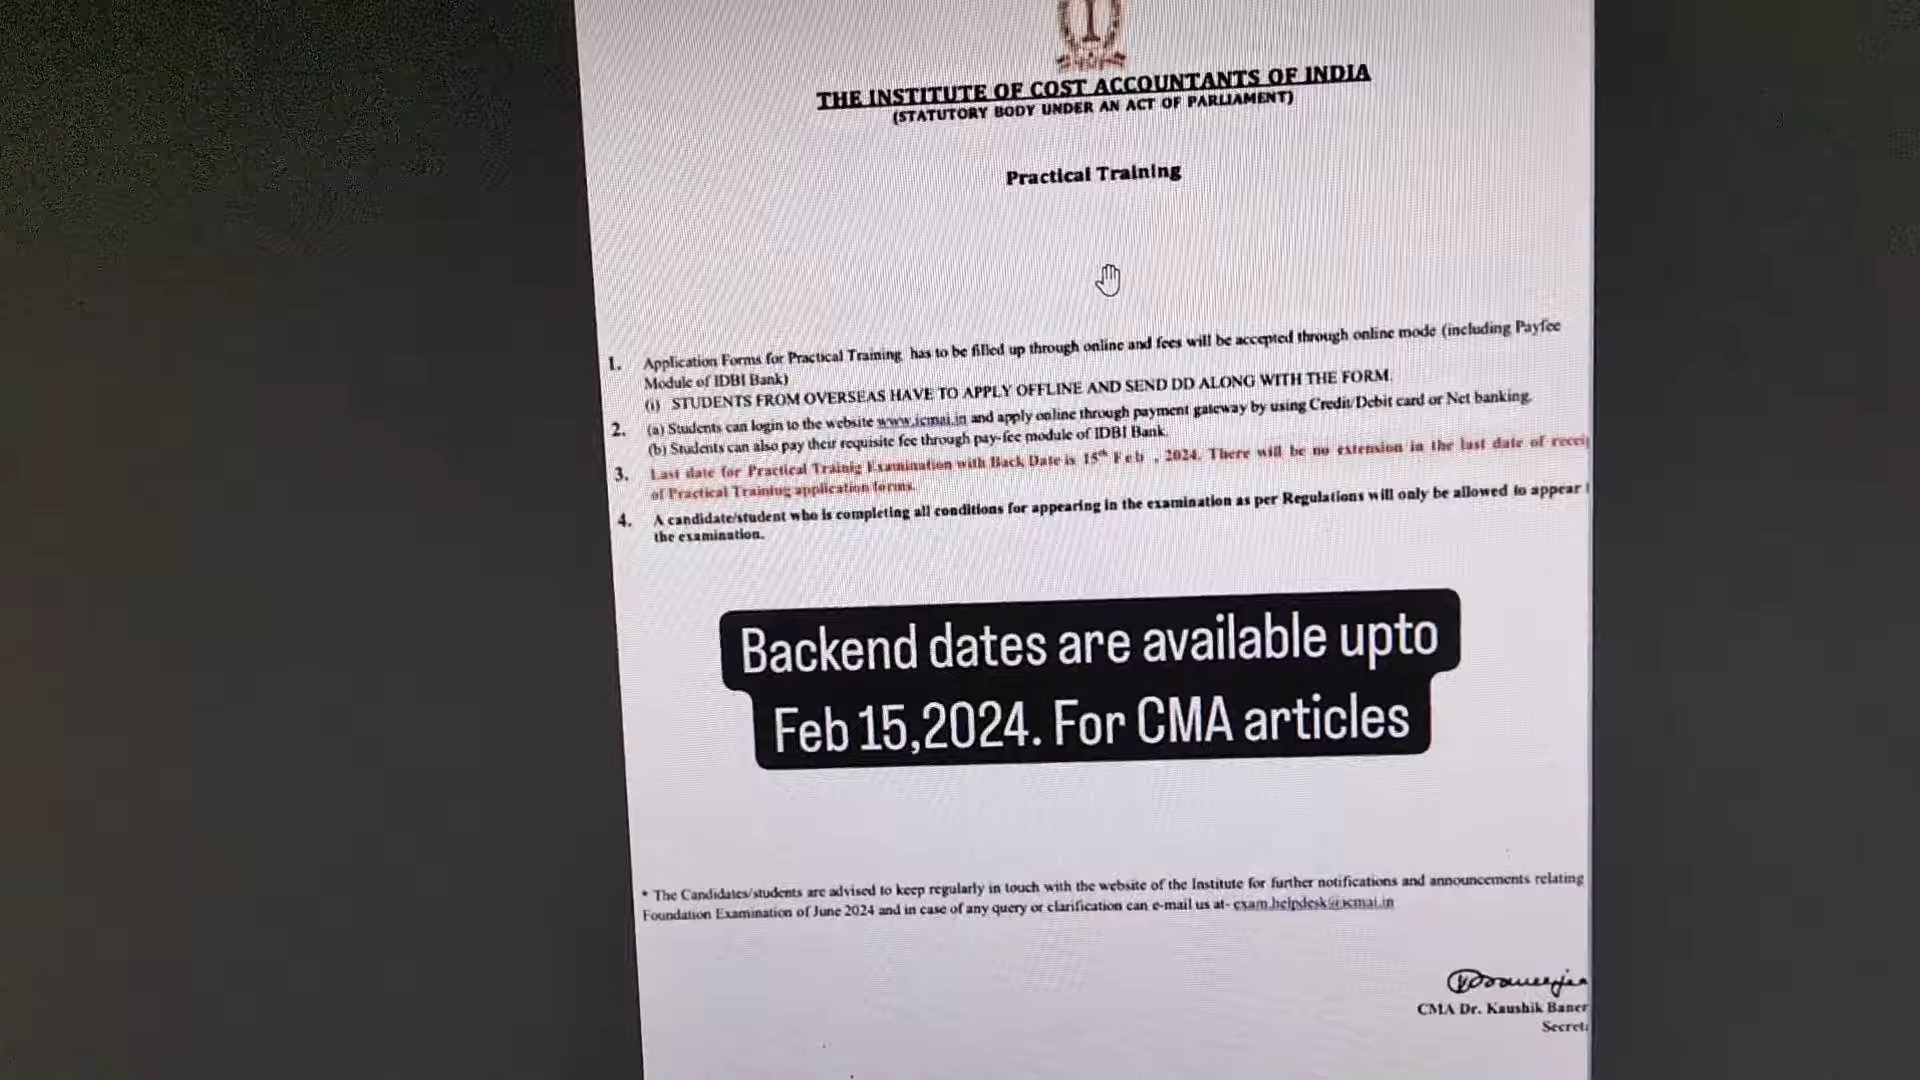 THE INSTITUTE OF COST ACCOUNTANTS OF INDIA
(STATUTORY BODY UNDER AN ACT OF PARLIAMENT)
Practical Training
1. Application Forms for Practical Training has to be filled up through online and fees will be accepted through online mode (including Payfee
Module of IDBI Bank)
(i) STUDENTS FROM OVERSEAS HAVE TO APPLY OFFLINE AND SEND DD ALONG WITH THE FORM.
2. (a) Students can login to the website www.icmai.in and apply online through payment gateway by using Credit/Debit card or Net banking.
(b) Students can also pay their requisite fee through pay-fee module of IDBI Bank.
3. Last date for Practical Trainig Examination with Back Date is 15th Feb , 2024. There will be no extension in the last date of
of Practical Training application forms.
4. A candidate/student who is completing all conditions for appearing in the examination as per Regulations will only be allowed to appear
the examination.
Backend dates are available upto
Feb 15,2024. For CMA articles
* The Candidates/students are advised to keep regularly in touch with the website of the Institute for further notifications and announcements relating
Foundation Examination of June 2024 and in case of any query or clarification can e-mail us at- exam.helpdesk@icmai.in
CMA Dr. Kaushik